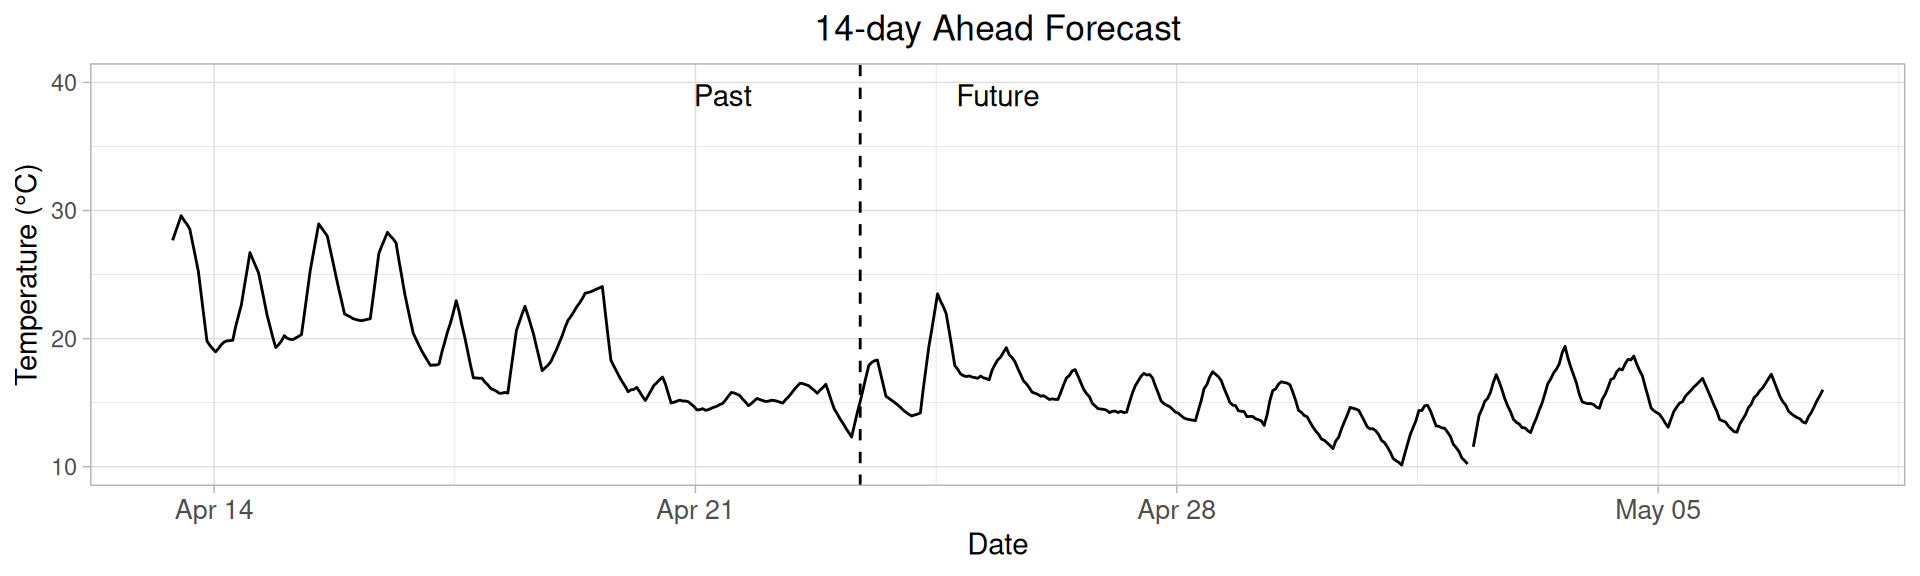 14-day Ahead Forecast
Past
Future
40
30
20
10
Temperature (°C)
Apr 14
Apr 21
Apr 28
May 05
Date